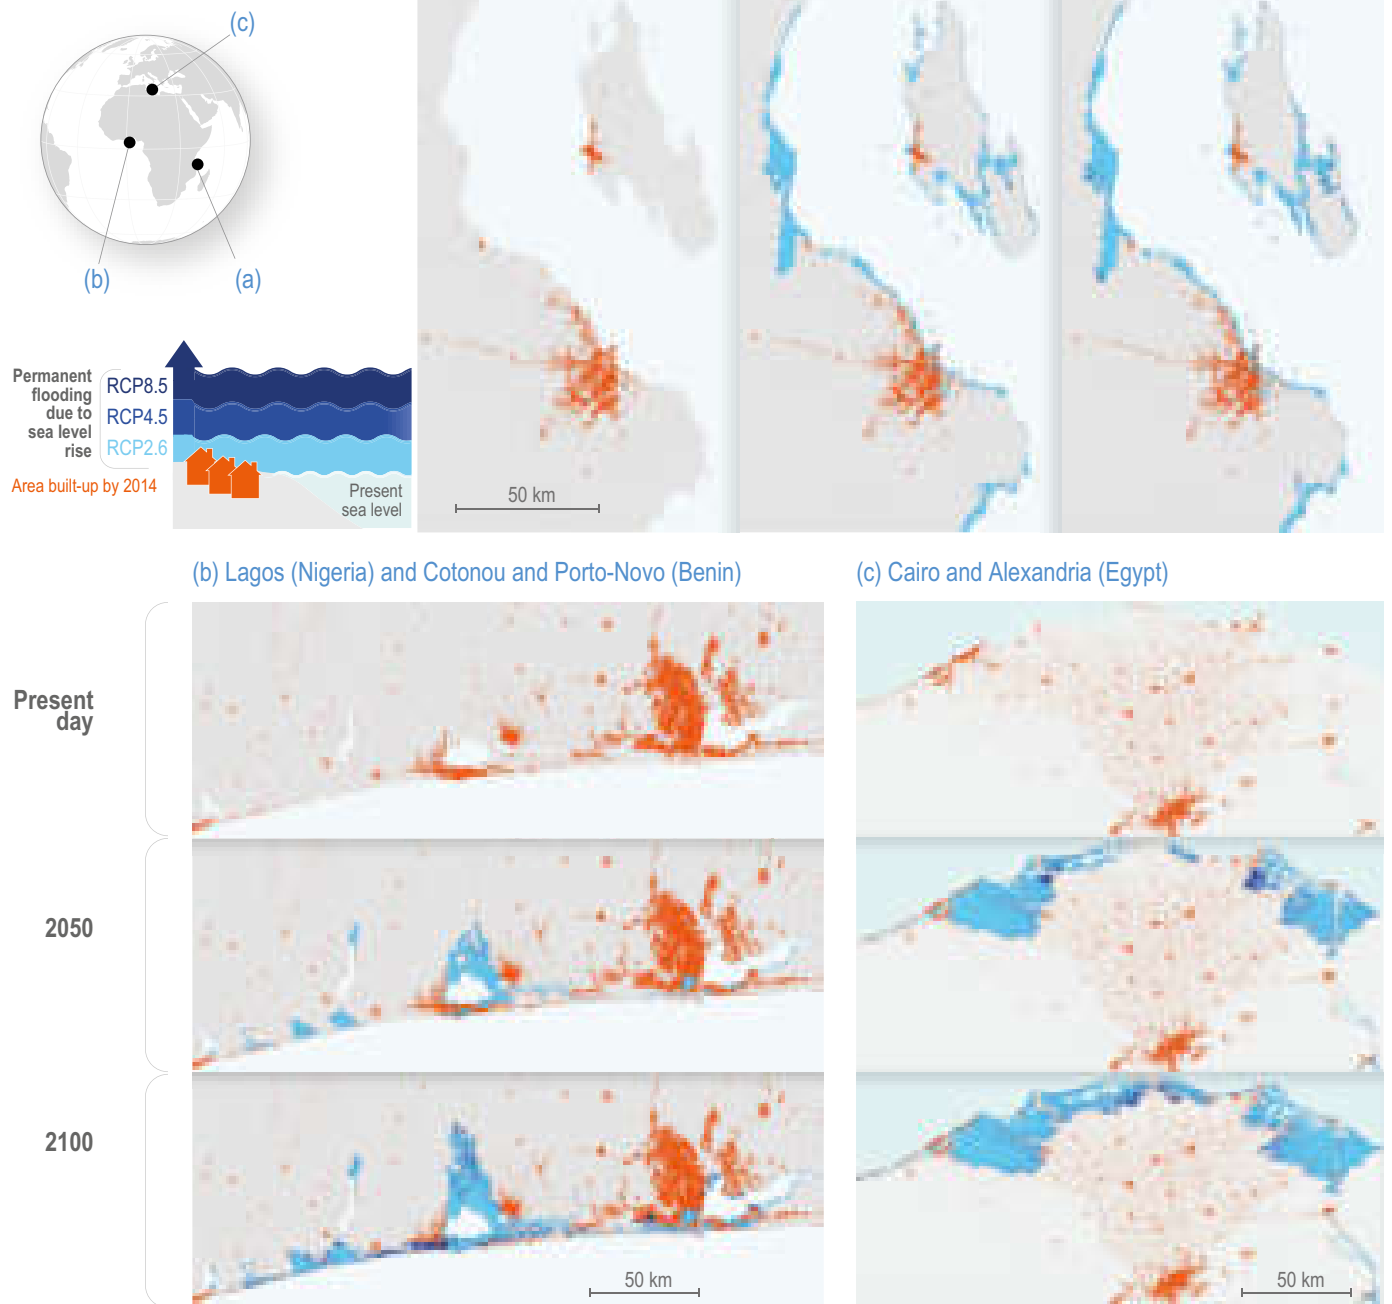 (c)
(b)
(a)
Permanent
flooding
due to
sea level
rise
RCP8.5
RCP4.5
RCP2.6
Area built-up by 2014
Present
sea level
50 km
(b) Lagos (Nigeria) and Cotonou and Porto-Novo (Benin)
(c) Cairo and Alexandria (Egypt)
Present
day
2050
2100
50 km
50 km